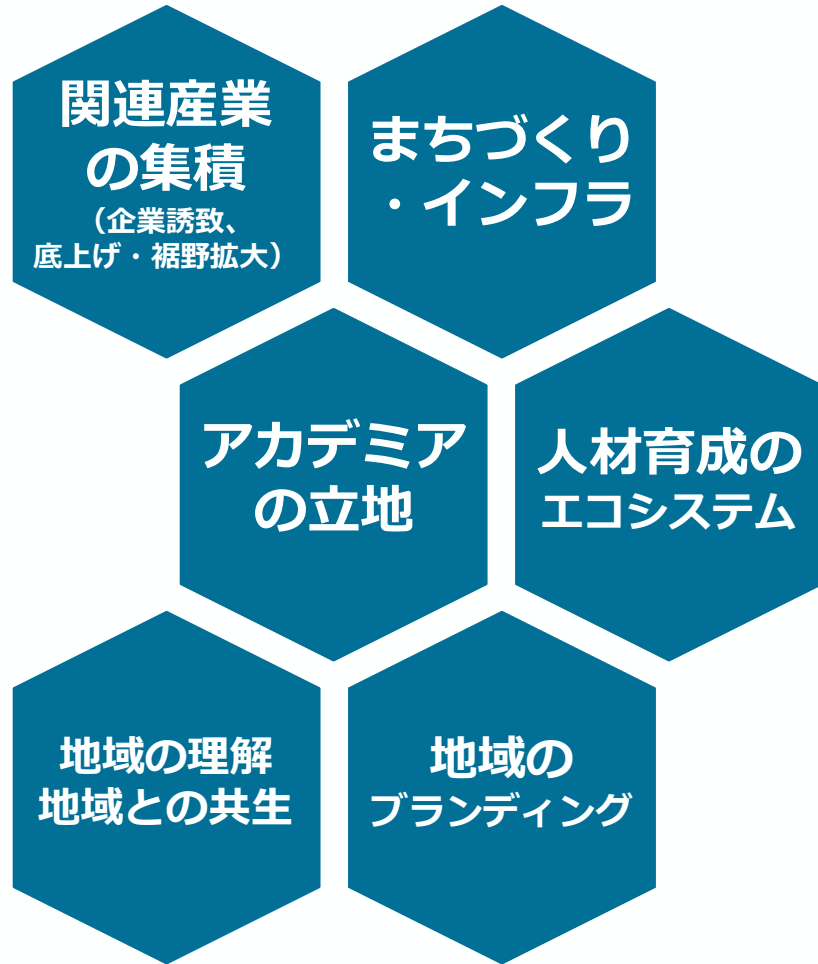 関連産業
の集積
（企業誘致、
底上げ・裾野拡大）
まちづくり
・インフラ
アカデミア
の立地
人材育成の
エコシステム
地域の理解
地域との共生
地域の
ブランディング